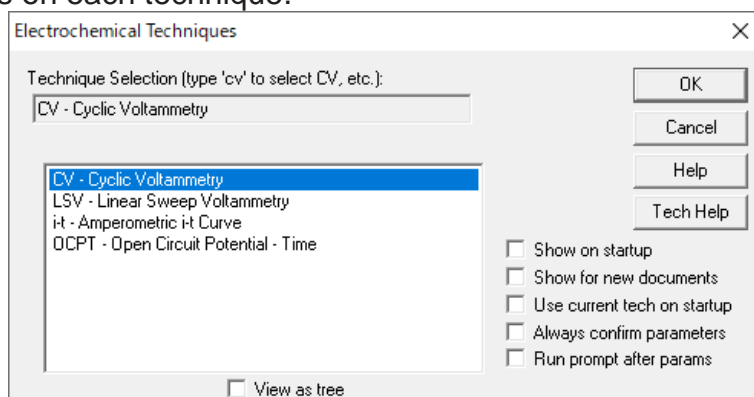 s on each technique.
Electrochemical Techniques
Technique Selection (type 'cv' to select CV, etc.):
CV - Cyclic Voltammetry
OK
Cancel
Help
Tech Help
CV - Cyclic Voltammetry
LSV - Linear Sweep Voltammetry
i-t - Amperometric i-t Curve
OCPT - Open Circuit Potential - Time
Show on startup
Show for new documents
Use current tech on startup
Always confirm parameters
Run prompt after params
View as tree